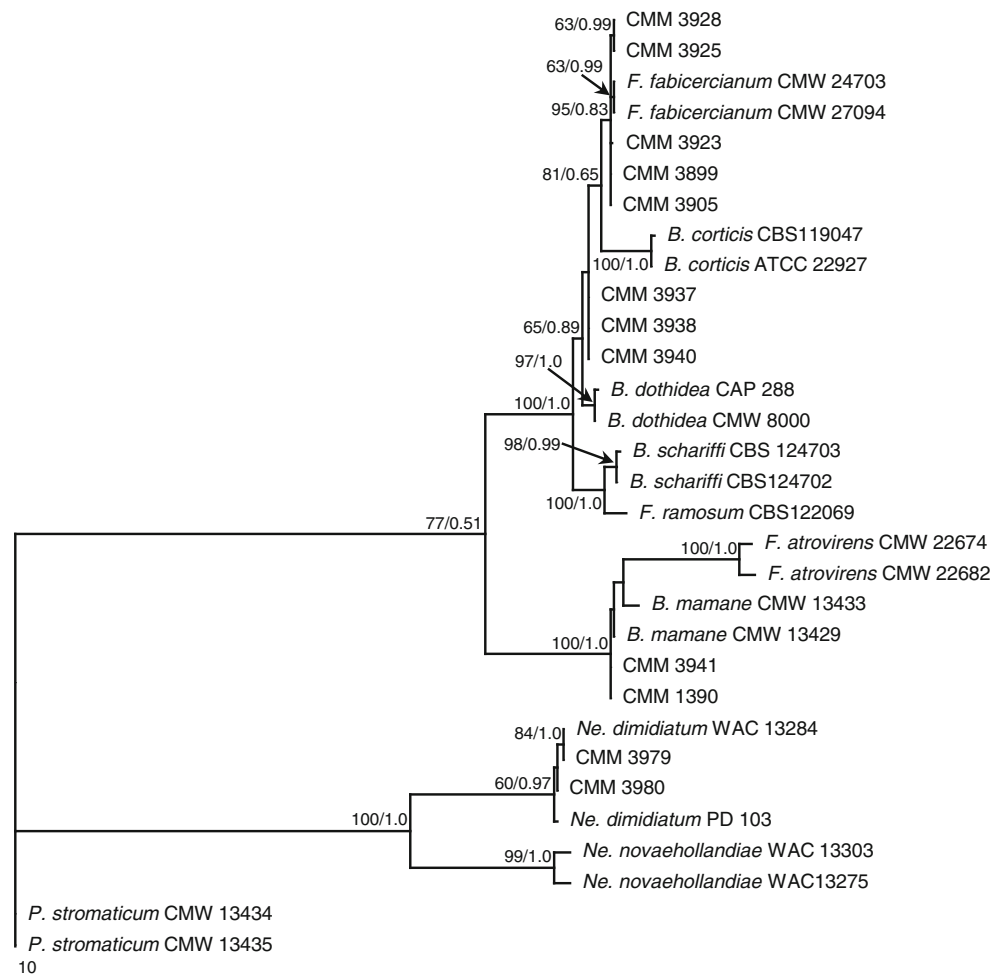 63/0.99
CMM 3928
CMM 3925
63/0.99
F. fabicercianum CMW 24703
95/0.83
F. fabicercianum CMW 27094
CMM 3923
81/0.65
CMM 3899
CMM 3905
B. corticis CBS119047
100/1.0
B. corticis ATCC 22927
CMM 3937
65/0.89
CMM 3938
97/1.0
CMM 3940
B. dothidea CAP 288
100/1.0
B. dothidea CMW 8000
98/0.99
B. schariffi CBS 124703
B. schariffi CBS124702
100/1.0
F. ramosum CBS122069
77/0.51
F. atrovirens CMW 22674
100/1.0
F. atrovirens CMW 22682
B. mamane CMW 13433
100/1.0
B. mamane CMW 13429
CMM 3941
CMM 1390
Ne. dimidiatum WAC 13284
84/1.0
CMM 3979
60/0.97
CMM 3980
100/1.0
Ne. dimidiatum PD 103
99/1.0
Ne. novaehollandiae WAC 13303
Ne. novaehollandiae WAC13275
P. stromaticum CMW 13434
P. stromaticum CMW 13435
10